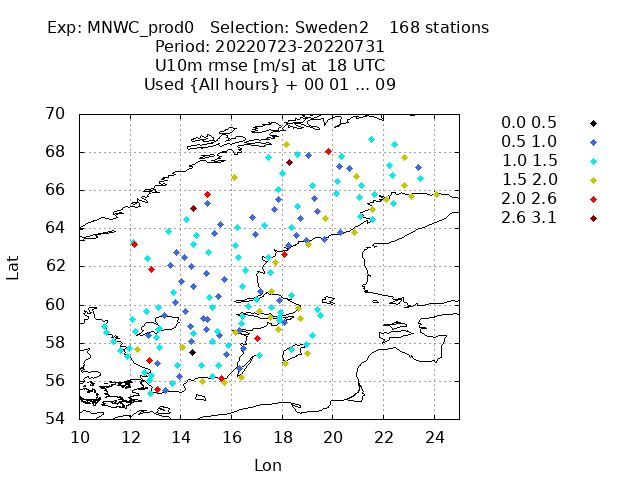 Exp: MNWC_prod0   Selection: Sweden2    168 stations
Period: 20220723-20220731
U10m rmse [m/s] at  18 UTC
Used {All hours} + 00 01 ... 09
70
68
66
64
62
60
58
56
54
10 12 14 16 18 20 22 24
Lat
Lon
0.0 0.5
0.5 1.0
1.0 1.5
1.5 2.0
2.0 2.6
2.6 3.1